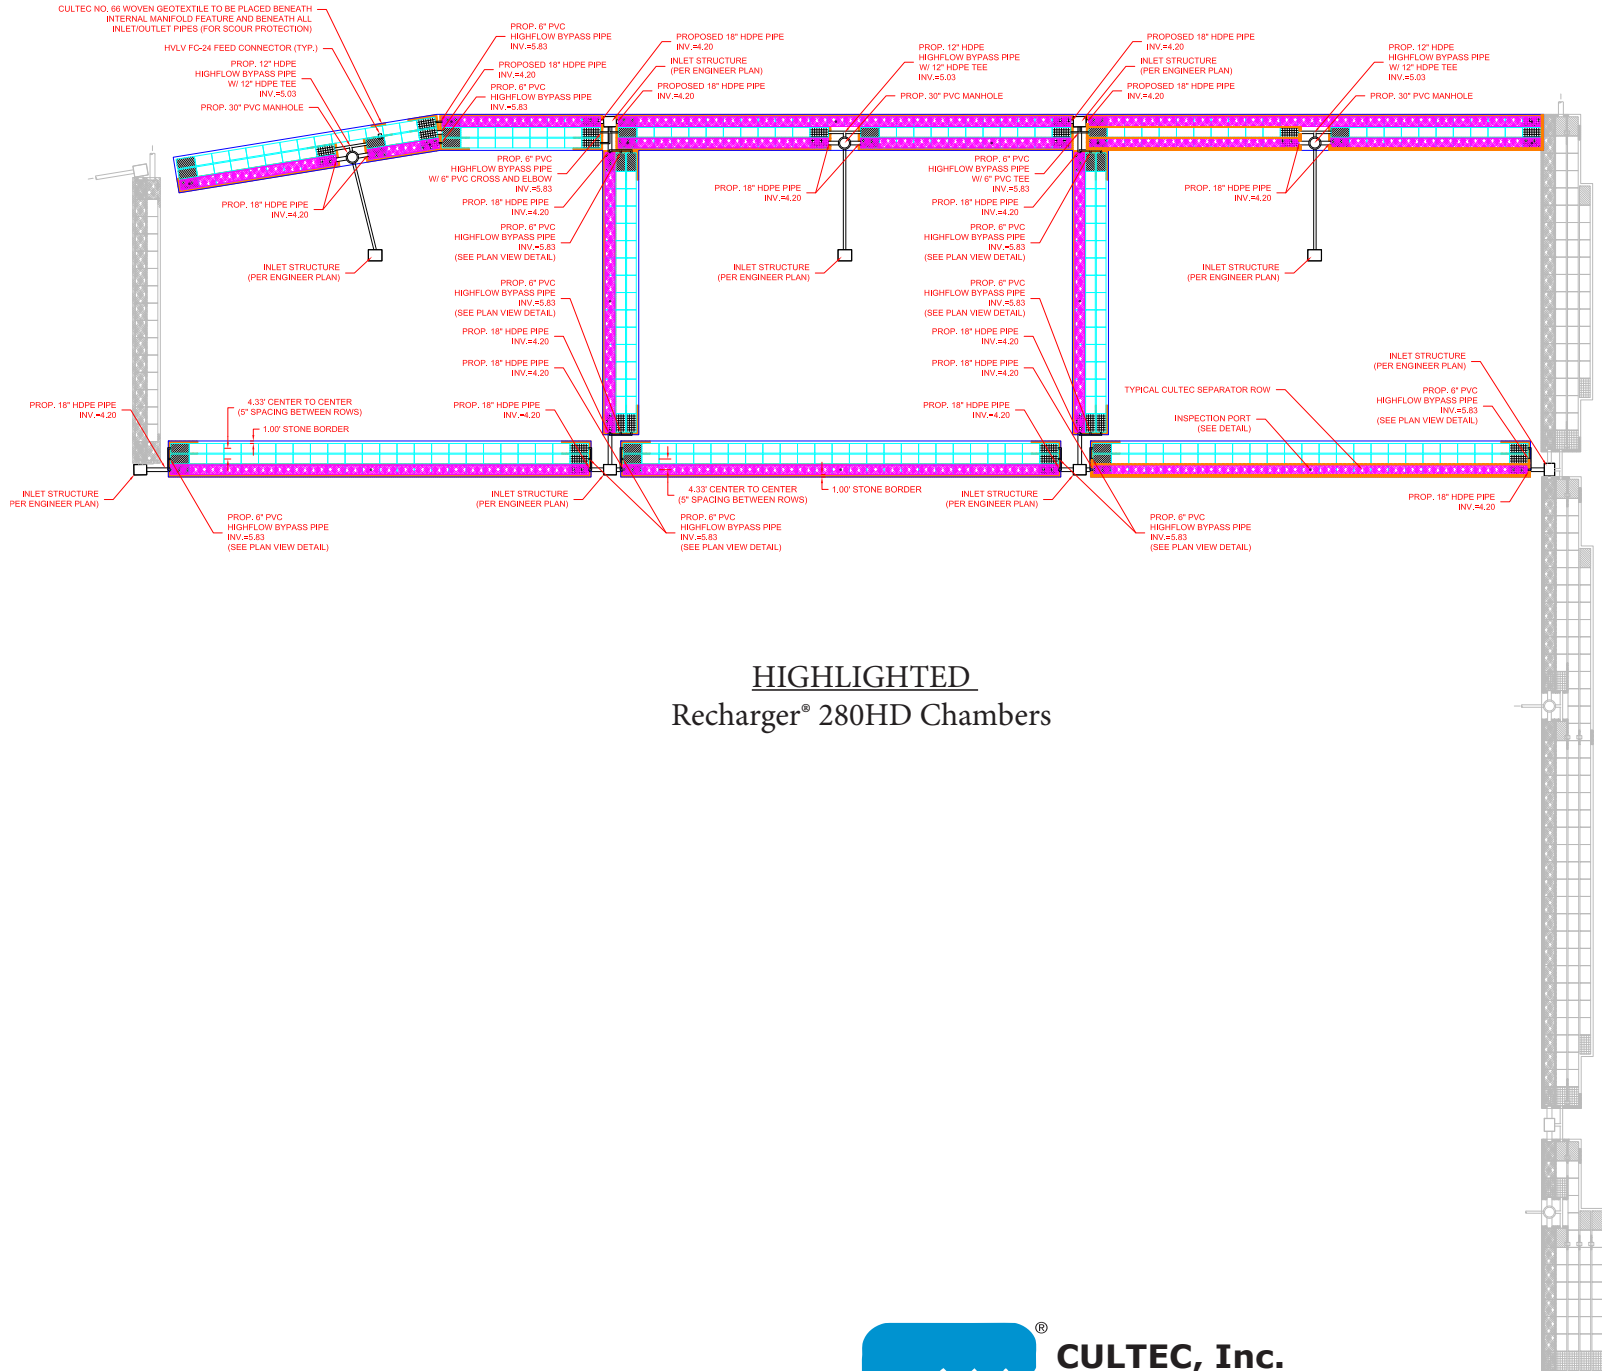 CULTEC NO. 66 WOVEN GEOTEXTILE TO BE PLACED BENEATH
INTERNAL MANIFOLD FEATURE AND BENEATH ALL
INLET/OUTLET PIPES (FOR SCOUR PROTECTION)
HVLV FC-24 FEED CONNECTOR (TYP.)
PROP. 12" HDPE
HIGHFLOW BYPASS PIPE
W/ 12" HDPE TEE
INV.=5.03
PROP. 30" PVC MANHOLE
PROP. 6" PVC
HIGHFLOW BYPASS PIPE
INV.=5.83
PROPOSED 18" HDPE PIPE
INV.=4.20
PROP. 6" PVC
HIGHFLOW BYPASS PIPE
INV.=5.83
PROPOSED 18" HDPE PIPE
INV.=4.20
INLET STRUCTURE
(PER ENGINEER PLAN)
PROPOSED 18" HDPE PIPE
INV.=4.20
PROP. 12" HDPE
HIGHFLOW BYPASS PIPE
W/ 12" HDPE TEE
INV.=5.03
PROP. 30" PVC MANHOLE
PROPOSED 18" HDPE PIPE
INV.=4.20
INLET STRUCTURE
(PER ENGINEER PLAN)
PROPOSED 18" HDPE PIPE
INV.=4.20
PROP. 12" HDPE
HIGHFLOW BYPASS PIPE
W/ 12" HDPE TEE
INV.=5.03
PROP. 30" PVC MANHOLE
PROP. 18" HDPE PIPE
INV.=4.20
INLET STRUCTURE
(PER ENGINEER PLAN)
PROP. 6" PVC
HIGHFLOW BYPASS PIPE
W/ 6" PVC CROSS AND ELBOW
INV.=5.83
PROP. 18" HDPE PIPE
INV.=4.20
PROP. 6" PVC
HIGHFLOW BYPASS PIPE
INV.=5.83
(SEE PLAN VIEW DETAIL)
PROP. 6" PVC
HIGHFLOW BYPASS PIPE
INV.=5.83
(SEE PLAN VIEW DETAIL)
PROP. 18" HDPE PIPE
INV.=4.20
PROP. 18" HDPE PIPE
INV.=4.20
PROP. 18" HDPE PIPE
INV.=4.20
PROP. 18" HDPE PIPE
INV.=4.20
INLET STRUCTURE
(PER ENGINEER PLAN)
PROP. 6" PVC
HIGHFLOW BYPASS PIPE
W/ 6" PVC TEE
INV.=5.83
PROP. 18" HDPE PIPE
INV.=4.20
PROP. 6" PVC
HIGHFLOW BYPASS PIPE
INV.=5.83
(SEE PLAN VIEW DETAIL)
PROP. 6" PVC
HIGHFLOW BYPASS PIPE
INV.=5.83
(SEE PLAN VIEW DETAIL)
PROP. 18" HDPE PIPE
INV.=4.20
PROP. 18" HDPE PIPE
INV.=4.20
PROP. 18" HDPE PIPE
INV.=4.20
PROP. 18" HDPE PIPE
INV.=4.20
INLET STRUCTURE
(PER ENGINEER PLAN)
INLET STRUCTURE
(PER ENGINEER PLAN)
TYPICAL CULTEC SEPARATOR ROW
INSPECTION PORT
(SEE DETAIL)
PROP. 6" PVC
HIGHFLOW BYPASS PIPE
INV.=5.83
(SEE PLAN VIEW DETAIL)
PROP. 18" HDPE PIPE
INV.=4.20
4.33' CENTER TO CENTER
(5" SPACING BETWEEN ROWS)
1.00' STONE BORDER
INLET STRUCTURE
PER ENGINEER PLAN)
PROP. 6" PVC
HIGHFLOW BYPASS PIPE
INV.=5.83
(SEE PLAN VIEW DETAIL)
INLET STRUCTURE
(PER ENGINEER PLAN)
4.33' CENTER TO CENTER
(5" SPACING BETWEEN ROWS)
1.00' STONE BORDER
PROP. 6" PVC
HIGHFLOW BYPASS PIPE
INV.=5.83
(SEE PLAN VIEW DETAIL)
INLET STRUCTURE
(PER ENGINEER PLAN)
PROP. 6" PVC
HIGHFLOW BYPASS PIPE
INV.=5.83
(SEE PLAN VIEW DETAIL)
PROP. 18" HDPE PIPE
INV.=4.20
HIGHLIGHTED
Recharger® 280HD Chambers
®
CULTEC, Inc.